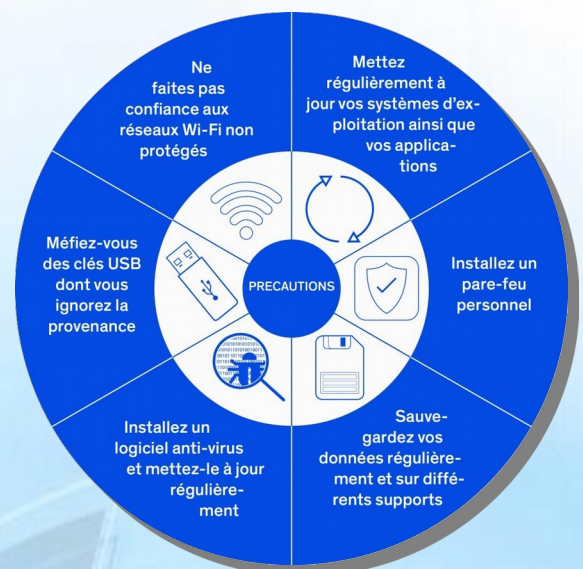 Ne
faites pas
confiance aux
réseaux Wi-Fi non
protégés
Mettez
régulièrement à
jour vos systèmes d'ex-
ploitation ainsi que
vos applica-
tions
Installez un
pare-feu
personnel
Sauve-
gardez vos
données régulière-
ment et sur diffé-
rents supports
Installez un
logiciel anti-virus
et mettez-le à jour
régulière-
ment
Méfiez-vous
des clés USB
dont vous
ignorez la
provenance
PRECAUTIONS